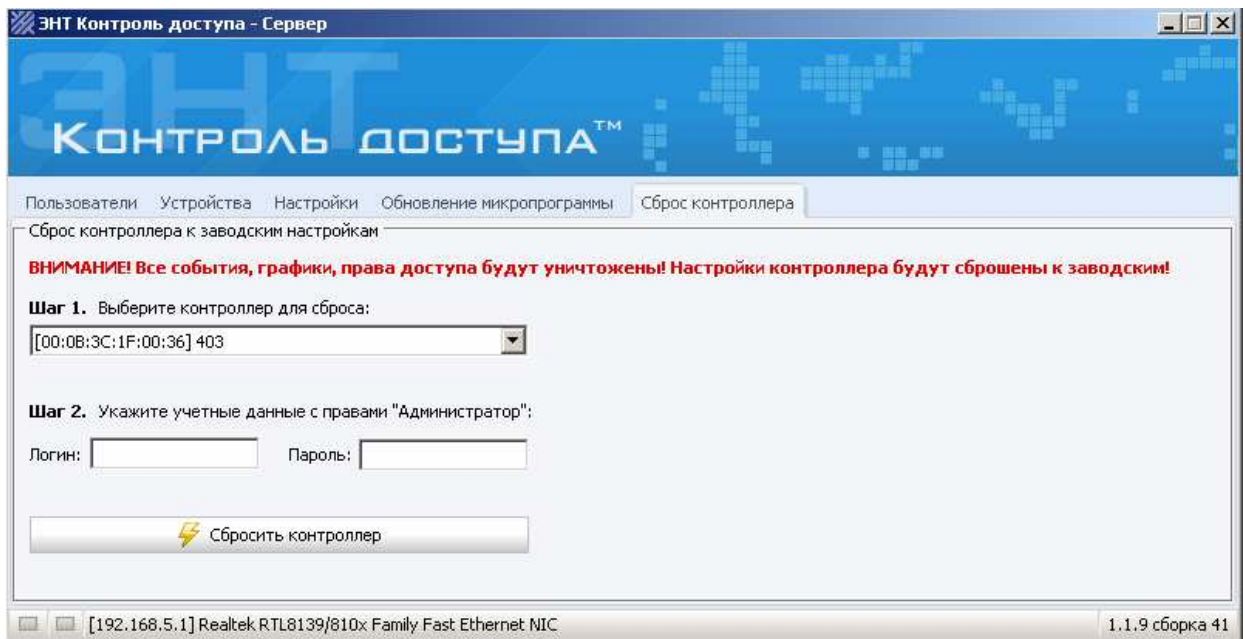 ЭНТ Контроль доступа - Сервер
ЭНТ
Контроль доступа™
Пользователи Устройства Настройки Обновление микропрограммы Сброс контроллера
Сброс контроллера к заводским настройкам
ВНИМАНИЕ! Все события, графики, права доступа будут уничтожены! Настройки контроллера будут сброшены к заводским!
Шаг 1. Выберите контроллер для сброса:
[00:0B:3C:1F:00:36] 403
Шаг 2. Укажите учетные данные с правами "Администратор":
Логин: Пароль:
Сбросить контроллер
[192.168.5.1] Realtek RTL8139/810x Family Fast Ethernet NIC 1.1.9 сборка 41